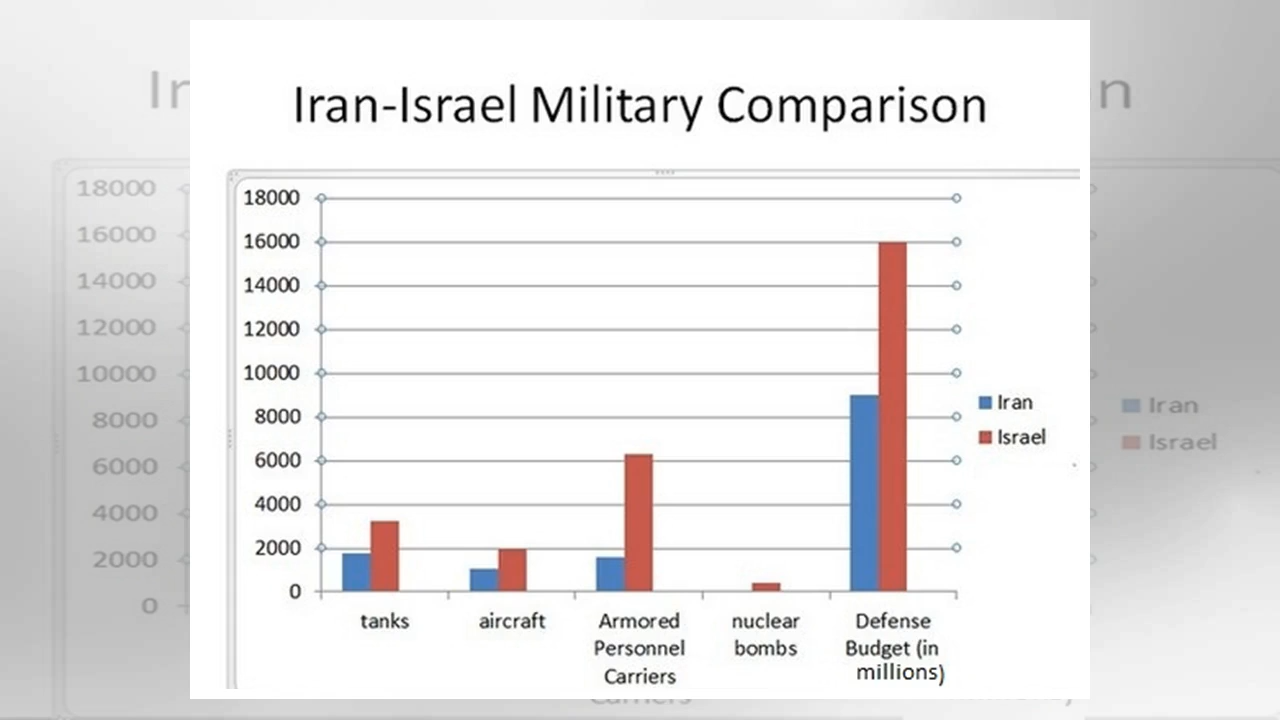 Iran-Israel Military Comparison
18000
16000
14000
12000
10000
8000
6000
4000
2000
0
tanks
aircraft
Armored
Personnel
Carriers
nuclear
bombs
Defense
Budget (in
millions)
Iran
Israel